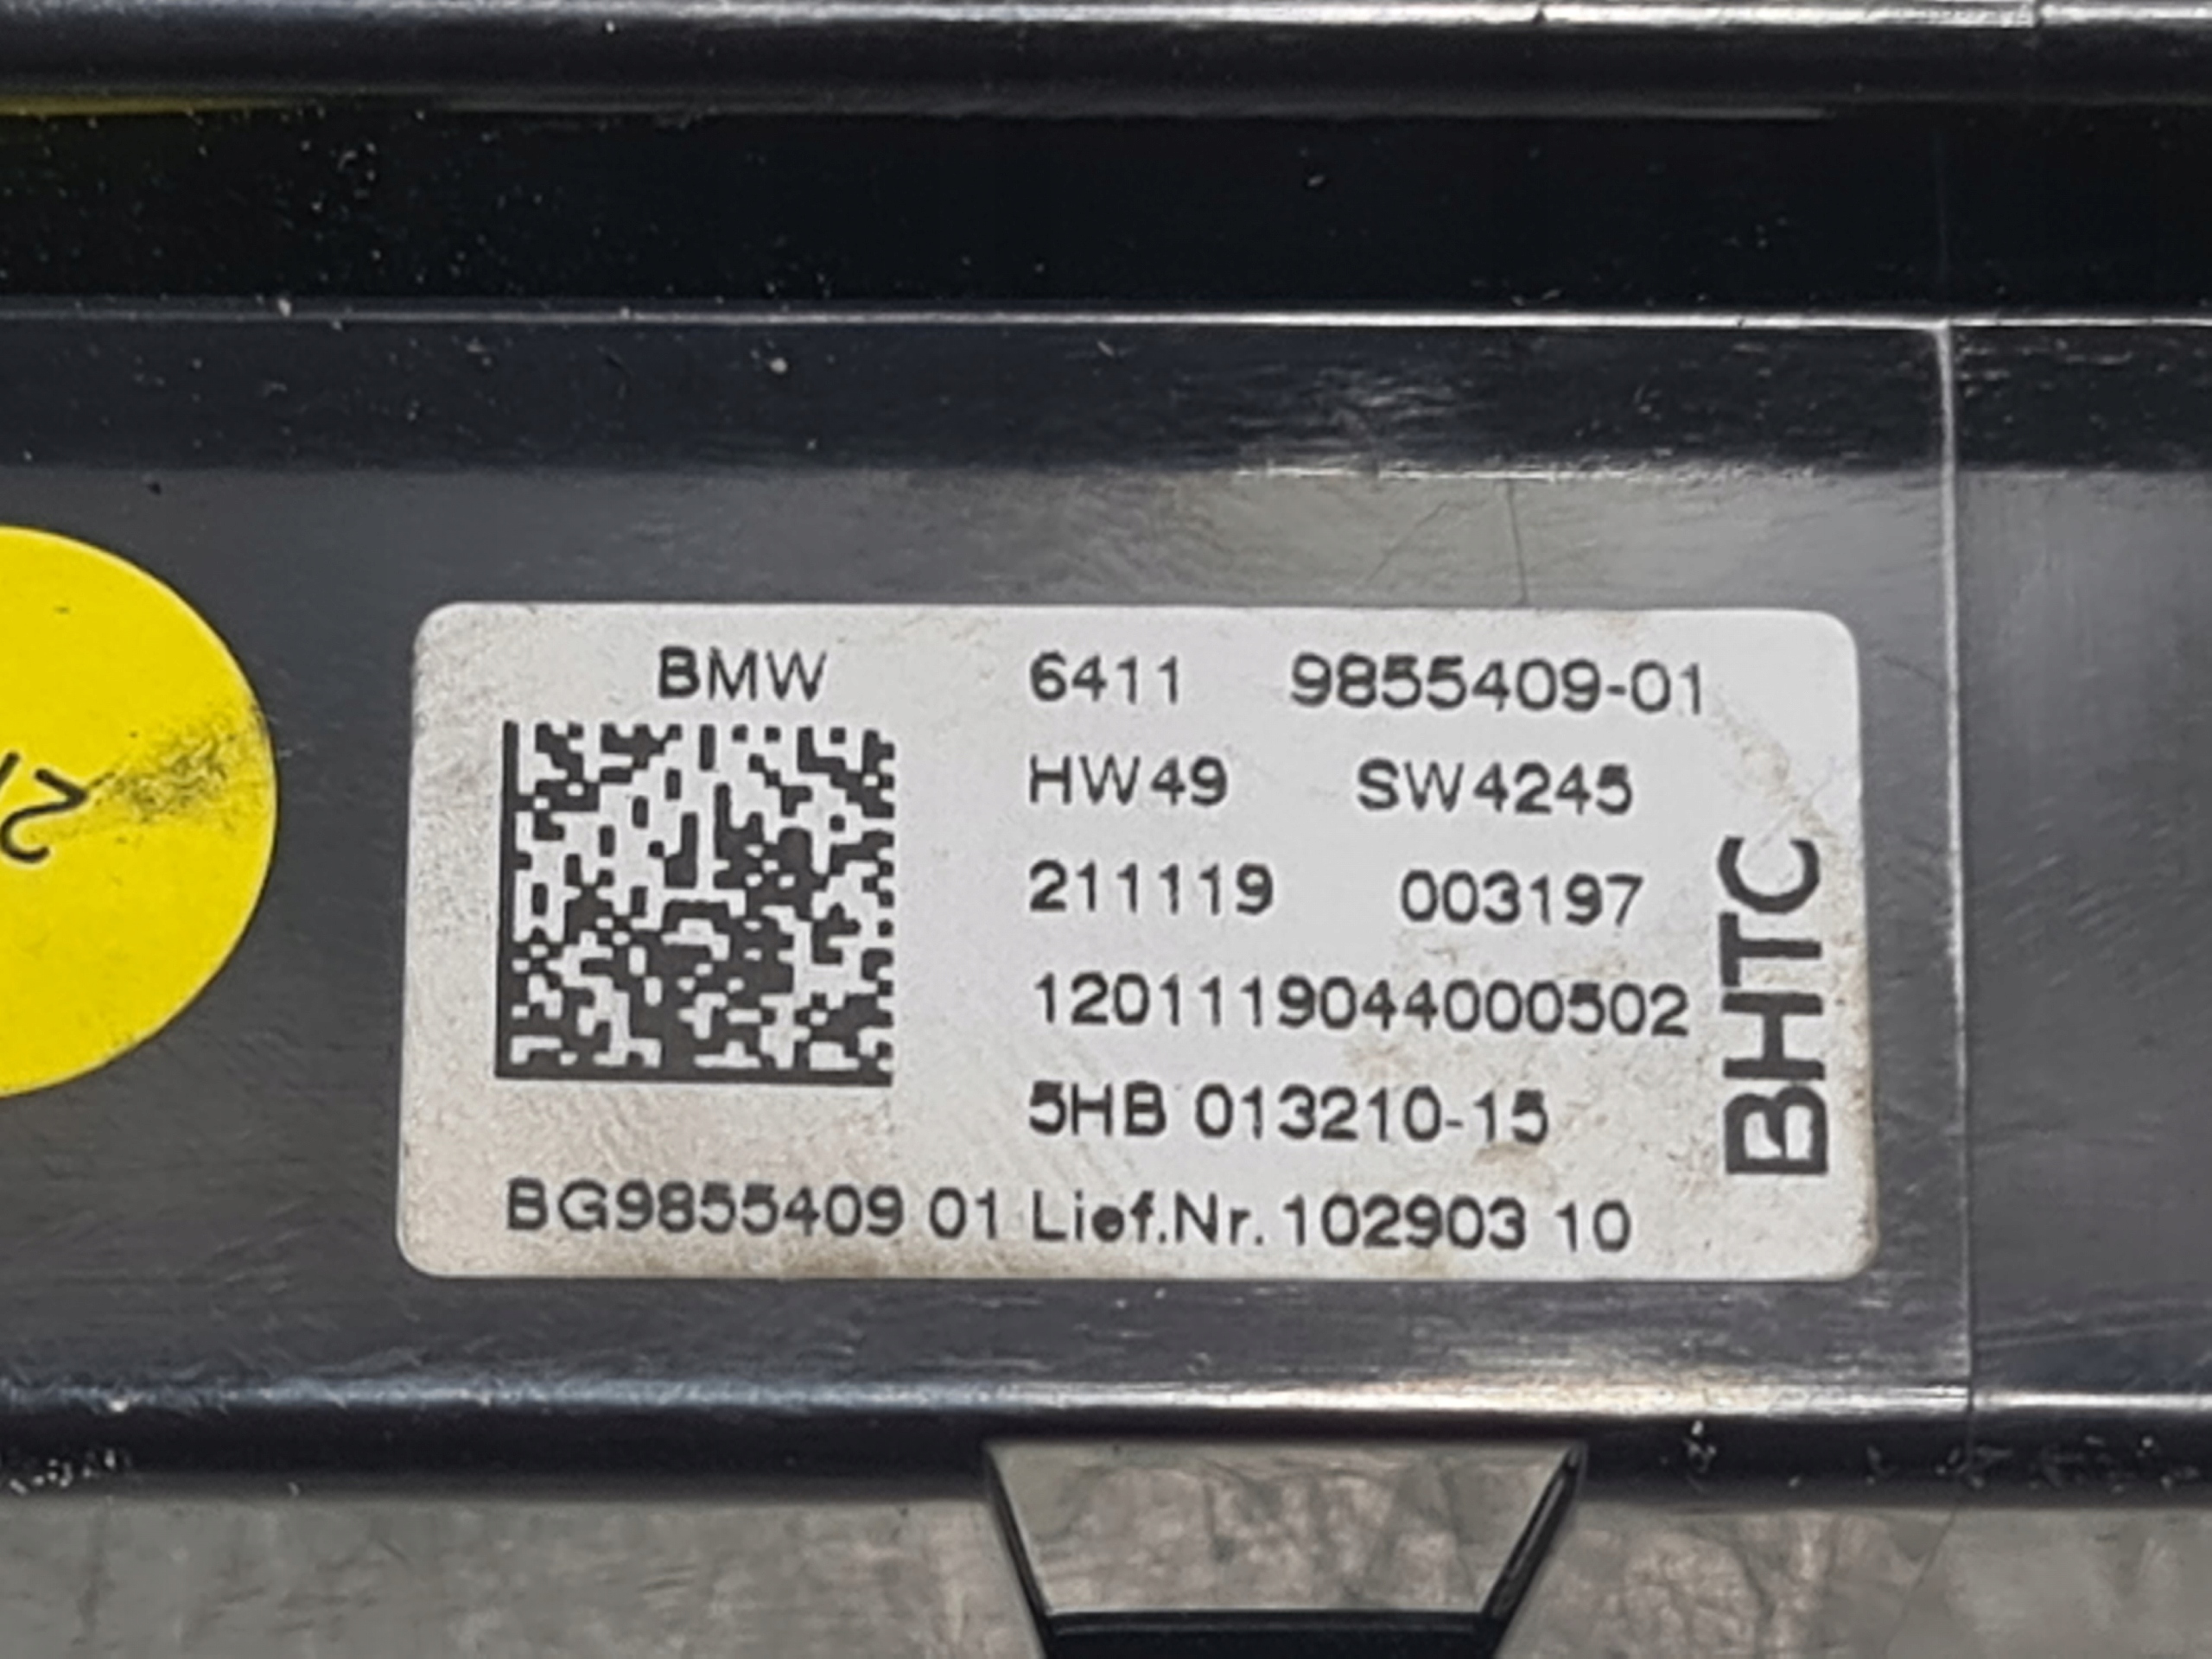 BMW 6411 9855409-01
HW49 SW4245
211119 003197
1201119044000502
5HB 013210-15
BG9855409 01 Lief.Nr. 102903 10
BHTC